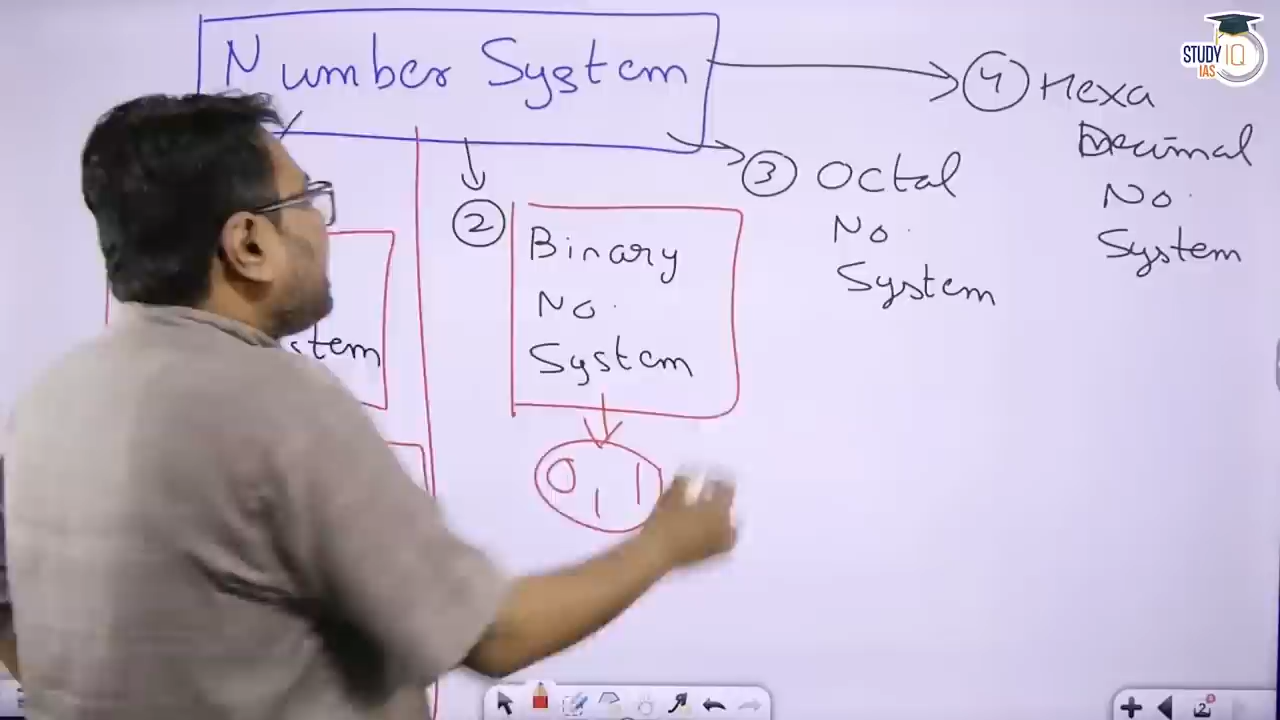 Number System
stem
2
Binary
No.
System
0, 1
3 Octal
No.
System
4 Hexa
Decimal
No.
System
STUDY IQ
IAS
2